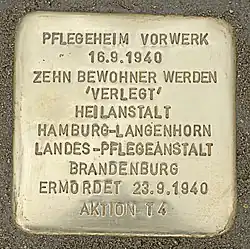 PFLEGEHEIM VORWERK
16.9.1940
ZEHN BEWOHNER WERDEN
'VERLEGT'
HEILANSTALT
HAMBURG-LANGENHORN
LANDES-PFLEGEANSTALT
BRANDENBURG
ERMORDET 23.9.1940
AKTION T4